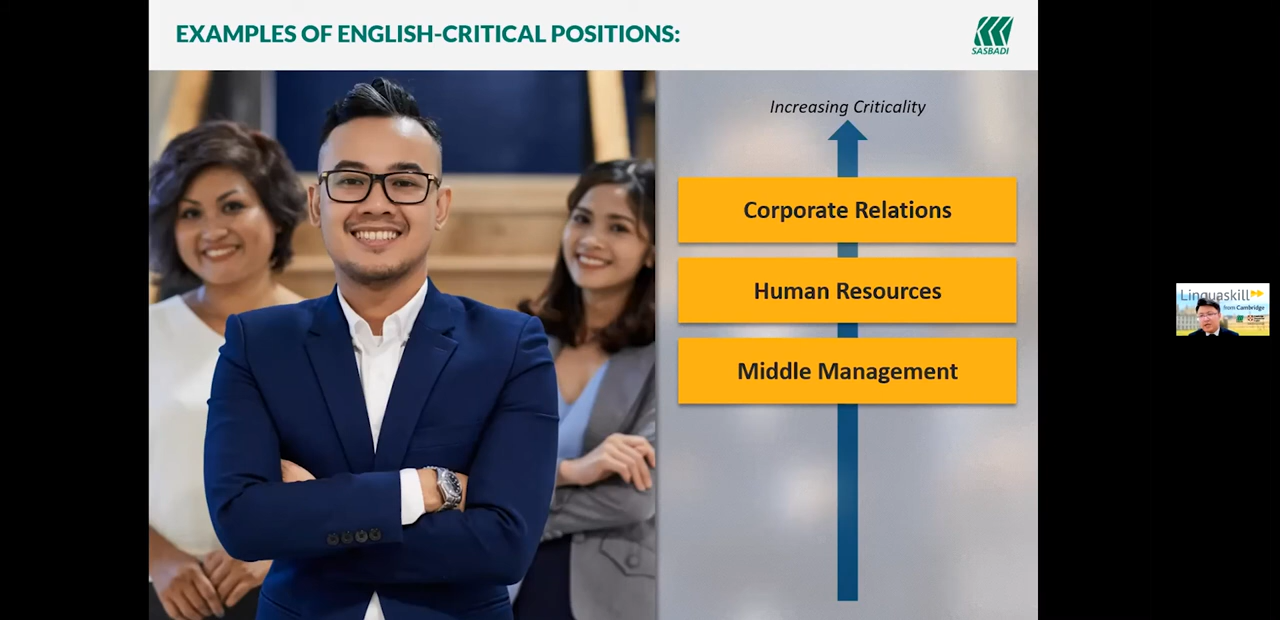 EXAMPLES OF ENGLISH-CRITICAL POSITIONS:
SASBADI
Increasing Criticality
Corporate Relations
Human Resources
Middle Management
Linguaskill
from Cambridge